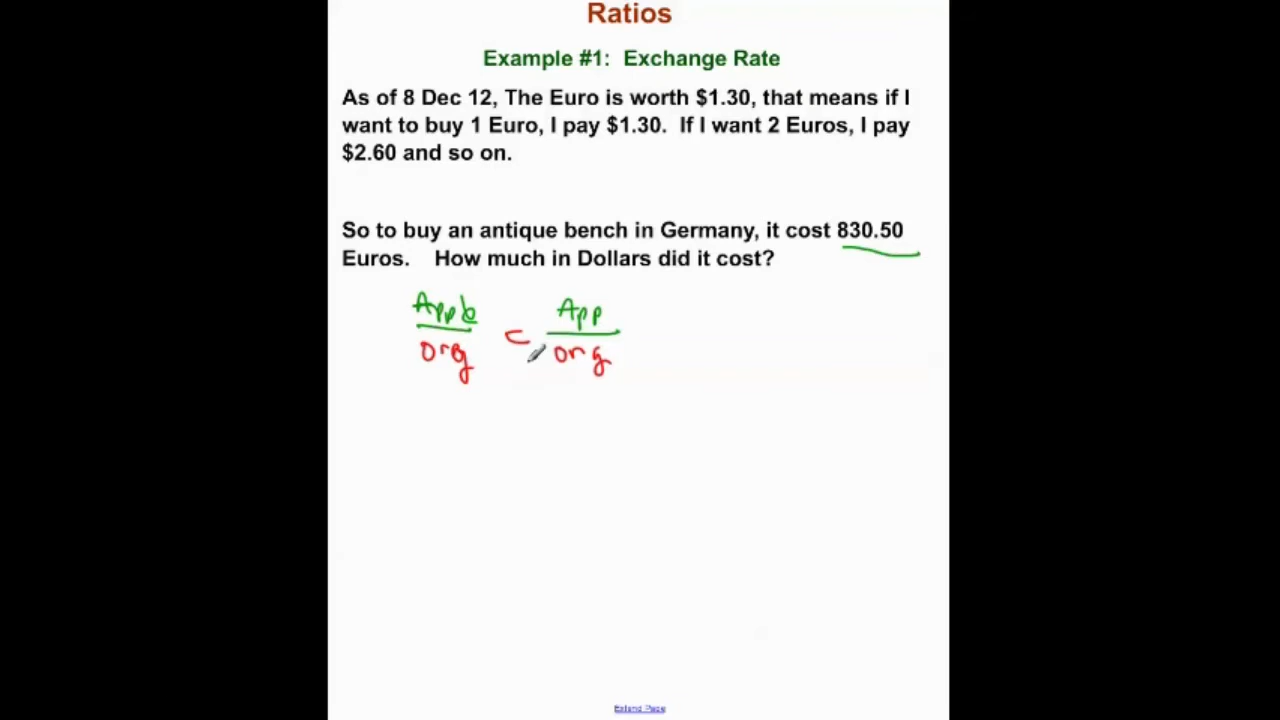 Ratios
Example #1: Exchange Rate
As of 8 Dec 12, The Euro is worth $1.30, that means if I
want to buy 1 Euro, I pay $1.30. If I want 2 Euros, I pay
$2.60 and so on.
So to buy an antique bench in Germany, it cost 830.50
Euros. How much in Dollars did it cost?
App App
org org
Extend Page